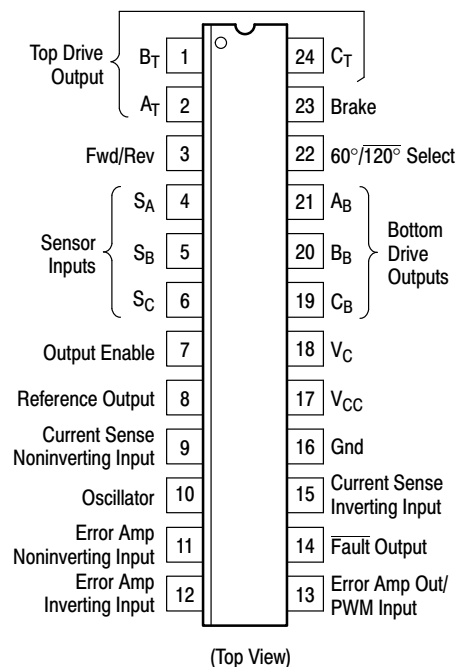 Top Drive
Output
B_T 1
24 C_T
A_T 2
23 Brake
Fwd/Rev 3
22 60°/1̅2̅0̅°̅ Select
Sensor
Inputs
S_A 4
S_B 5
S_C 6
21 A_B
20 B_B
19 C_B
Bottom
Drive
Outputs
Output Enable 7
18 V_C
Reference Output 8
17 V_CC
Current Sense
Noninverting Input 9
16 Gnd
Oscillator 10
15 Current Sense
Inverting Input
Error Amp
Noninverting Input 11
14 F̅a̅u̅l̅t̅ Output
Error Amp
Inverting Input 12
13 Error Amp Out/
PWM Input
(Top View)